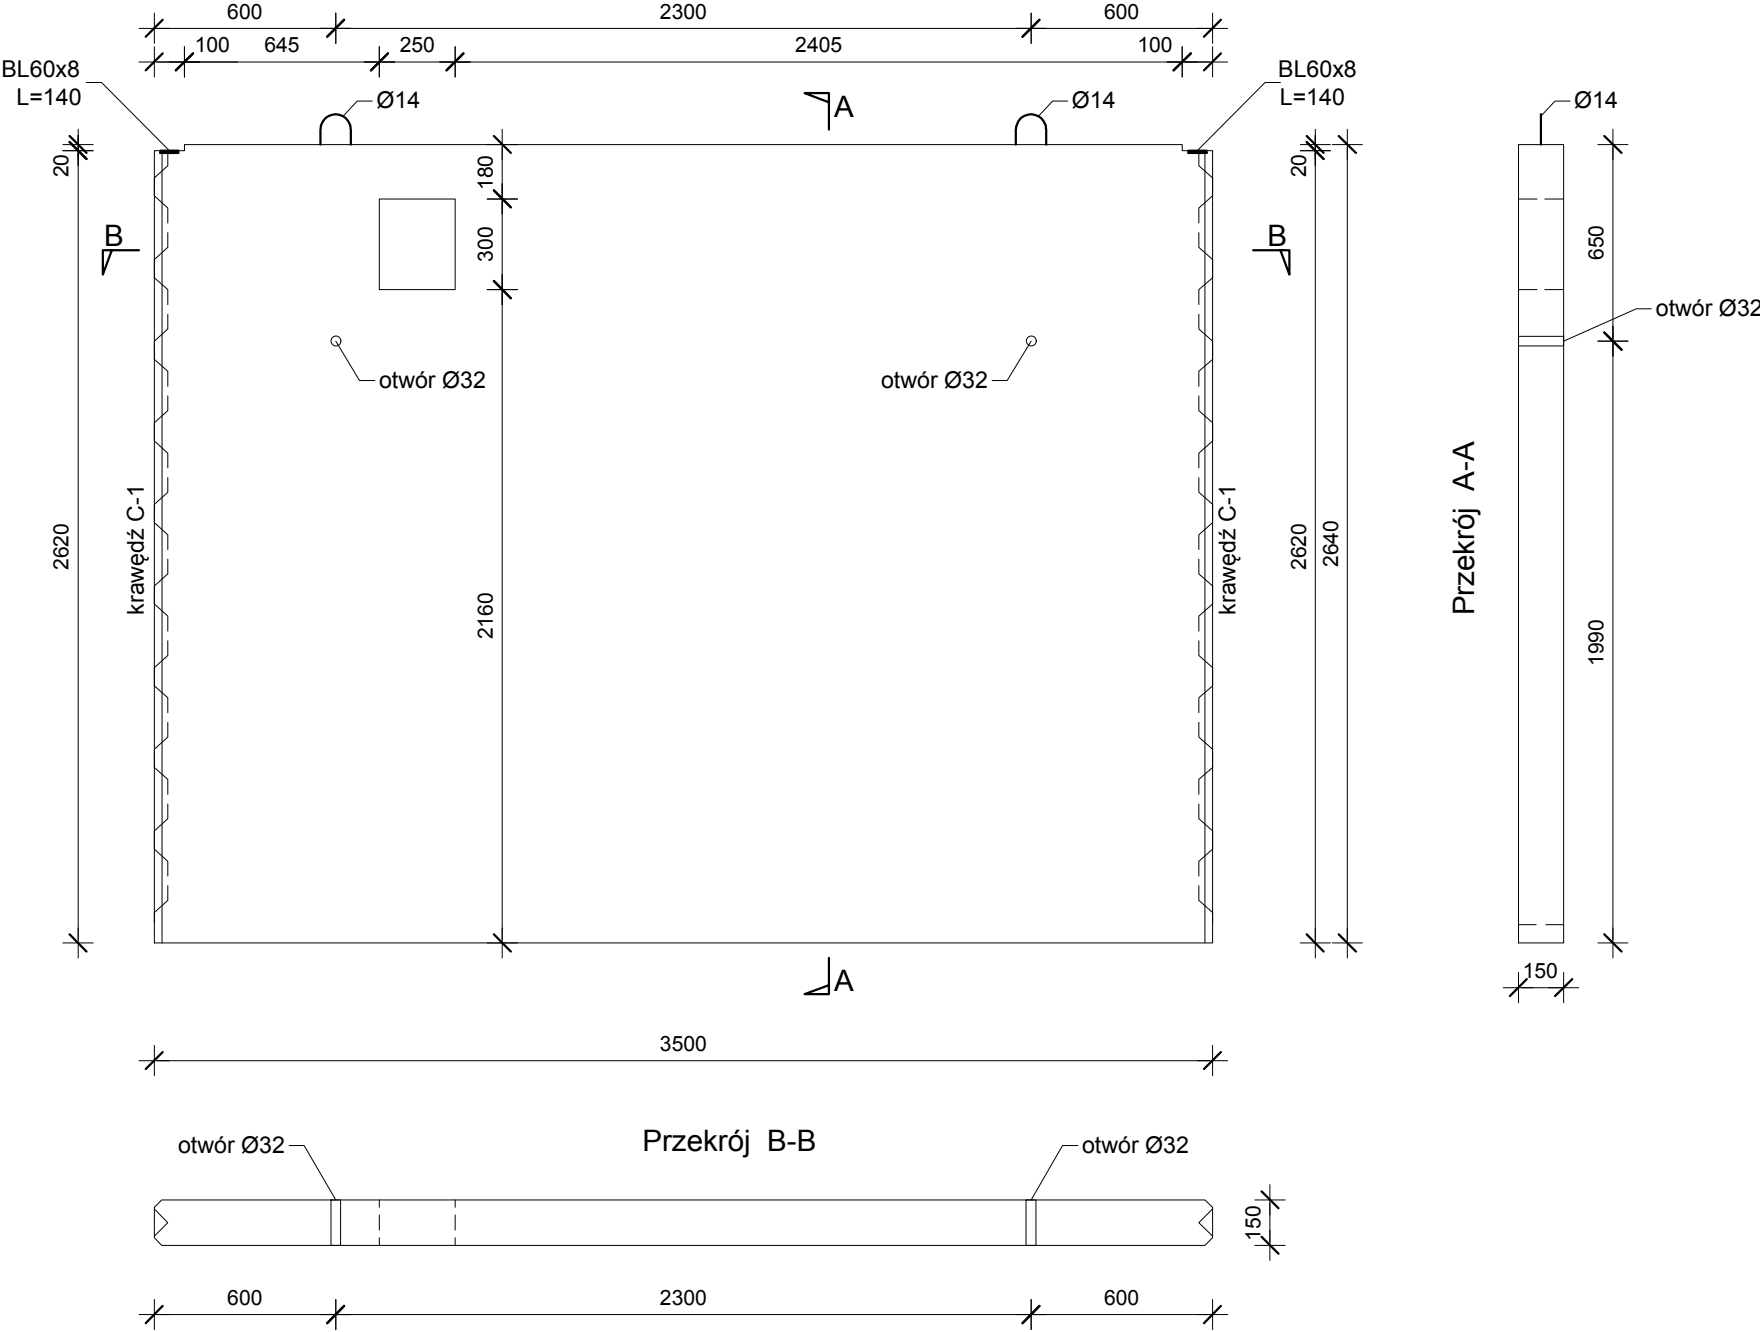 600
2300
600
100
645
250
2405
100
BL60x8
L=140
BL60x8
L=140
Ø14
A
Ø14
Ø14
20
180
20
B
300
B
650
otwór Ø32
otwór Ø32
otwór Ø32
krawędź C-1
krawędź C-1
Przekrój A-A
2620
2620
2640
2160
1990
A
150
3500
Przekrój B-B
otwór Ø32
otwór Ø32
150
600
2300
600